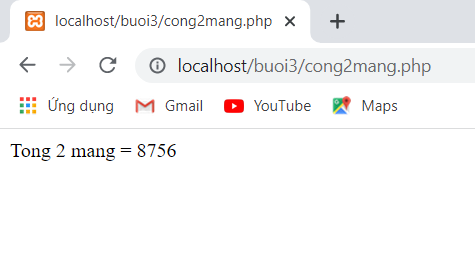 localhost/buoi3/cong2mang.php
localhost/buoi3/cong2mang.php
Ứng dụng Gmail YouTube Maps
Tong 2 mang = 8756